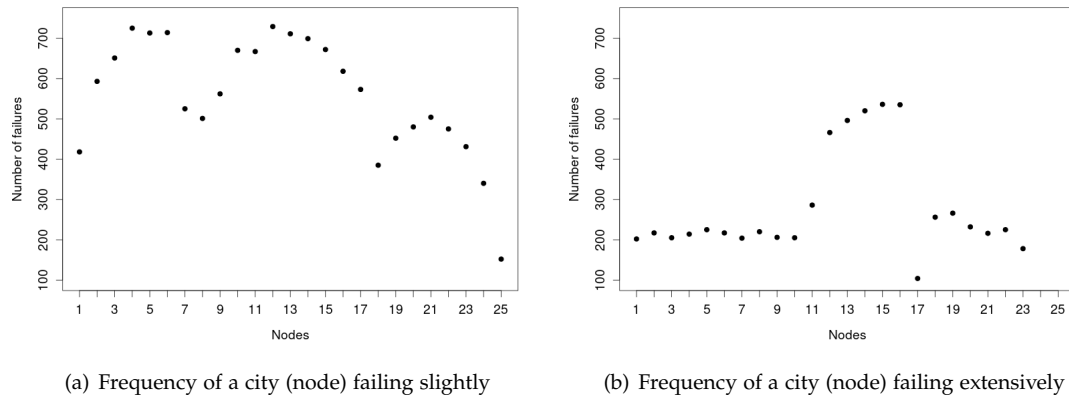 Number of failures
700
600
500
400
300
200
100
1 3 5 7 9 11 13 15 17 19 21 23 25
Nodes
(a) Frequency of a city (node) failing slightly
Number of failures
700
600
500
400
300
200
100
1 3 5 7 9 11 13 15 17 19 21 23 25
Nodes
(b) Frequency of a city (node) failing extensively